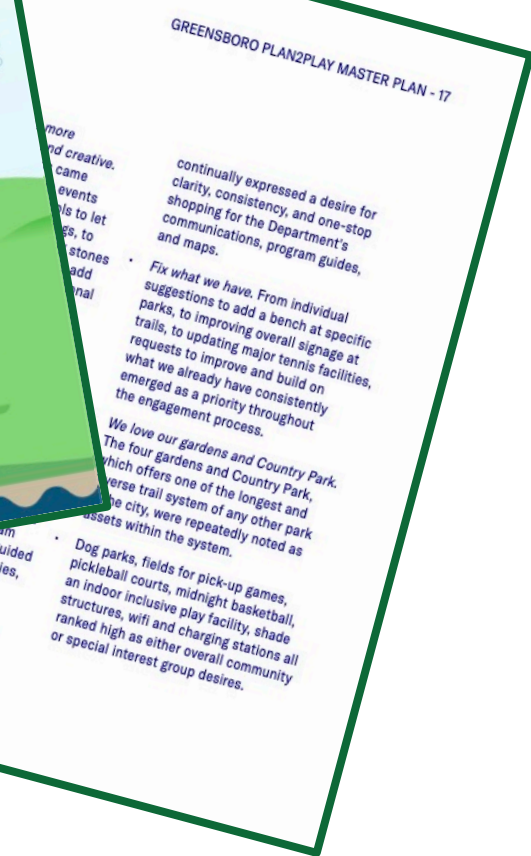 GREENSBORO PLAN2PLAY MASTER PLAN - 17
more
nd creative.
came
events
ols to let
gs, to
stones
add
onal
uided
ies,
continually expressed a desire for
clarity, consistency, and one-stop
shopping for the Department's
communications, program guides,
and maps.
• Fix what we have. From individual
suggestions to add a bench at specific
parks, to improving overall signage at
trails, to updating major tennis facilities,
requests to improve and build on
what we already have consistently
emerged as a priority throughout
the engagement process.
We love our gardens and Country Park.
The four gardens and Country Park,
which offers one of the longest and
verse trail system of any other park
he city, were repeatedly noted as
assets within the system.
• Dog parks, fields for pick-up games,
pickleball courts, midnight basketball,
an indoor inclusive play facility, shade
structures, wifi and charging stations all
ranked high as either overall community
or special interest group desires.